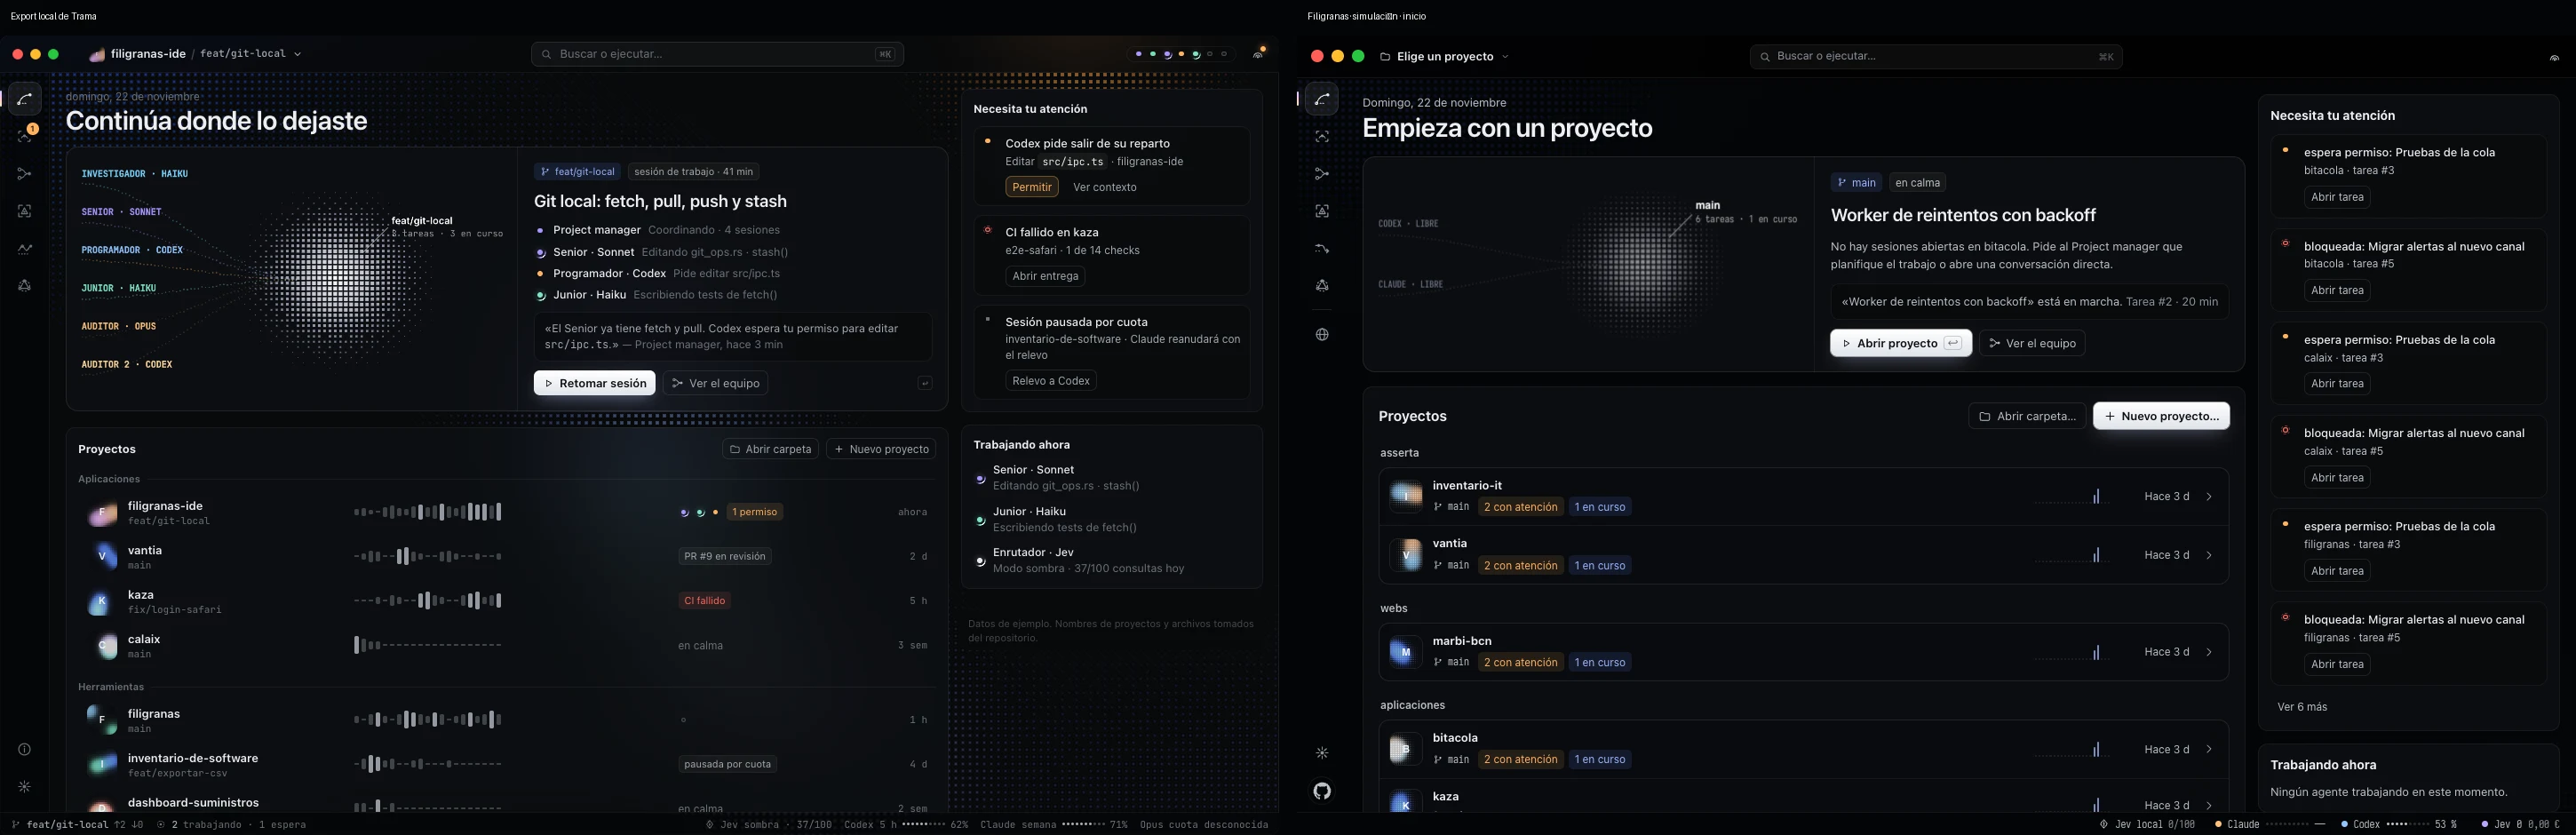 Export local de Trama
filigranas-ide / feat/git-local
Buscar o ejecutar... ⌘K
domingo, 22 de noviembre
Continúa donde lo dejaste
INVESTIGADOR · HAIKU
SENIOR · SONNET
PROGRAMADOR · CODEX
JUNIOR · HAIKU
AUDITOR · OPUS
AUDITOR 2 · CODEX
feat/git-local
8 tareas · 3 en curso
feat/git-local sesión de trabajo · 41 min
Git local: fetch, pull, push y stash
Project manager Coordinando · 4 sesiones
Senior · Sonnet Editando git_ops.rs · stash()
Programador · Codex Pide editar src/ipc.ts
Junior · Haiku Escribiendo tests de fetch()
«El Senior ya tiene fetch y pull. Codex espera tu permiso para editar
src/ipc.ts.» — Project manager, hace 3 min
Retomar sesión Ver el equipo
Necesita tu atención
Codex pide salir de su reparto
Editar src/ipc.ts · filigranas-ide
Permitir Ver contexto
CI fallido en kaza
e2e-safari · 1 de 14 checks
Abrir entrega
Sesión pausada por cuota
inventario-de-software · Claude reanudará con
el relevo
Relevo a Codex
Trabajando ahora
Senior · Sonnet
Editando git_ops.rs · stash()
Junior · Haiku
Escribiendo tests de fetch()
Enrutador · Jev
Modo sombra · 37/100 consultas hoy
Datos de ejemplo. Nombres de proyectos y archivos tomados
del repositorio.
Proyectos Abrir carpeta + Nuevo proyecto
Aplicaciones
F filigranas-ide 1 permiso ahora
feat/git-local
V vantia PR #9 en revisión 2 d
main
K kaza CI fallido 5 h
fix/login-safari
C calaix en calma 3 sem
main
Herramientas
F filigranas 1 h
main
I inventario-de-software pausada por cuota 4 d
feat/exportar-csv
D dashboard-suministros en calma 2 sem
1
feat/git-local ↑2 ↓0 2 trabajando · 1 espera
Jev sombra · 37/100 Codex 5 h 62% Claude semana 71% Opus cuota desconocida
Filigranas·simulación·inicio
Elige un proyecto
Buscar o ejecutar... ⌘K
Domingo, 22 de noviembre
Empieza con un proyecto
CODEX · LIBRE
CLAUDE · LIBRE
main
6 tareas · 1 en curso
main en calma
Worker de reintentos con backoff
No hay sesiones abiertas en bitacola. Pide al Project manager que
planifique el trabajo o abre una conversación directa.
«Worker de reintentos con backoff» está en marcha. Tarea #2 · 20 min
Abrir proyecto Ver el equipo
Proyectos Abrir carpeta... + Nuevo proyecto...
asserta
I inventario-it
main 2 con atención 1 en curso Hace 3 d
V vantia
main 2 con atención 1 en curso Hace 3 d
webs
M marbi-bcn
main 2 con atención 1 en curso Hace 3 d
aplicaciones
B bitacola
main 2 con atención 1 en curso Hace 3 d
K kaza
Hace 3 d
Necesita tu atención
espera permiso: Pruebas de la cola
bitacola · tarea #3
Abrir tarea
bloqueada: Migrar alertas al nuevo canal
bitacola · tarea #5
Abrir tarea
espera permiso: Pruebas de la cola
calaix · tarea #3
Abrir tarea
bloqueada: Migrar alertas al nuevo canal
calaix · tarea #5
Abrir tarea
espera permiso: Pruebas de la cola
filigranas · tarea #3
Abrir tarea
bloqueada: Migrar alertas al nuevo canal
filigranas · tarea #5
Abrir tarea
Ver 6 más
Trabajando ahora
Ningún agente trabajando en este momento.
Jev local 0/100 Claude — Codex 53 % Jev 0 0,00 €